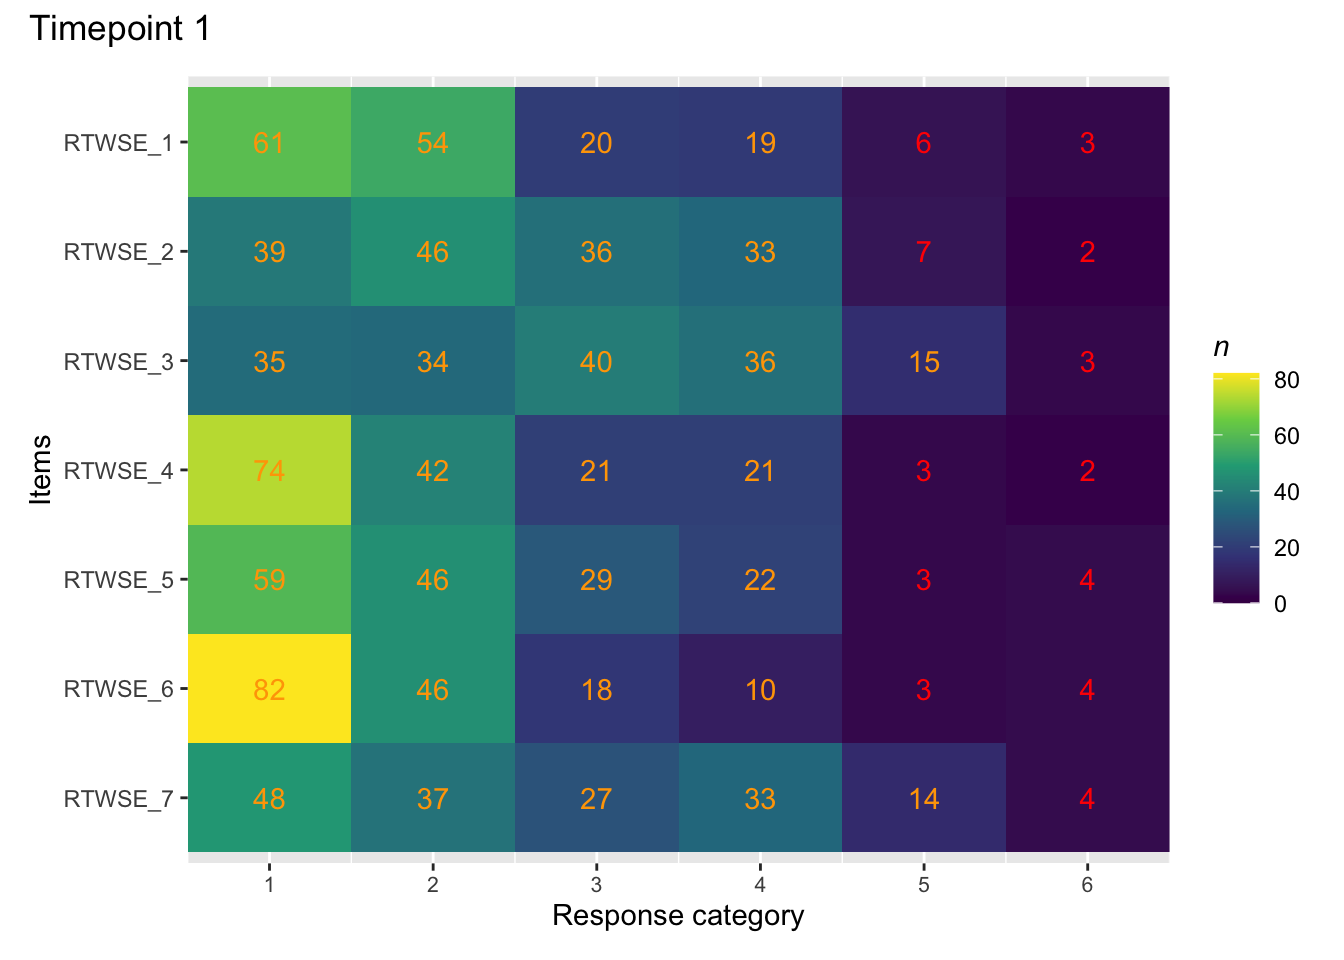 Timepoint 1
Items
RTWSE_1 61 54 20 19 6 3
RTWSE_2 39 46 36 33 7 2
RTWSE_3 35 34 40 36 15 3
RTWSE_4 74 42 21 21 3 2
RTWSE_5 59 46 29 22 3 4
RTWSE_6 82 46 18 10 3 4
RTWSE_7 48 37 27 33 14 4
1 2 3 4 5 6
Response category
n
80
60
40
20
0